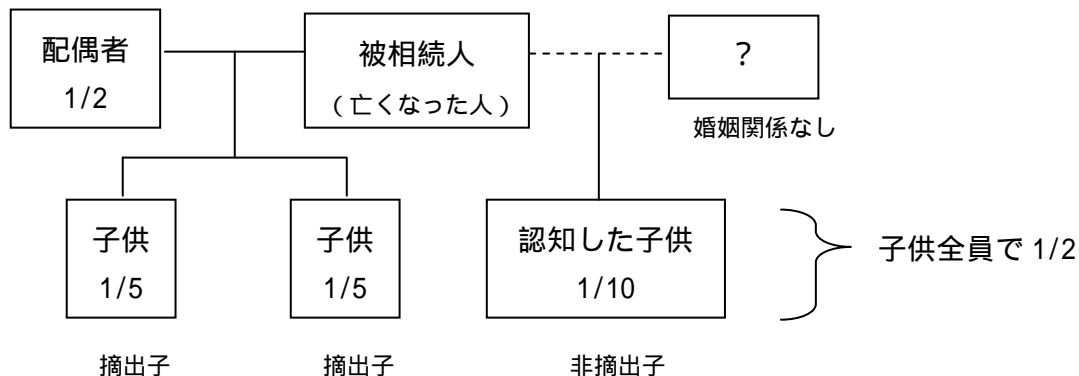 配偶者
1/2
被相続人
（亡くなった人）
？
婚姻関係なし
子供
1/5
子供
1/5
認知した子供
1/10
子供全員で 1/2
摘出子
摘出子
非摘出子